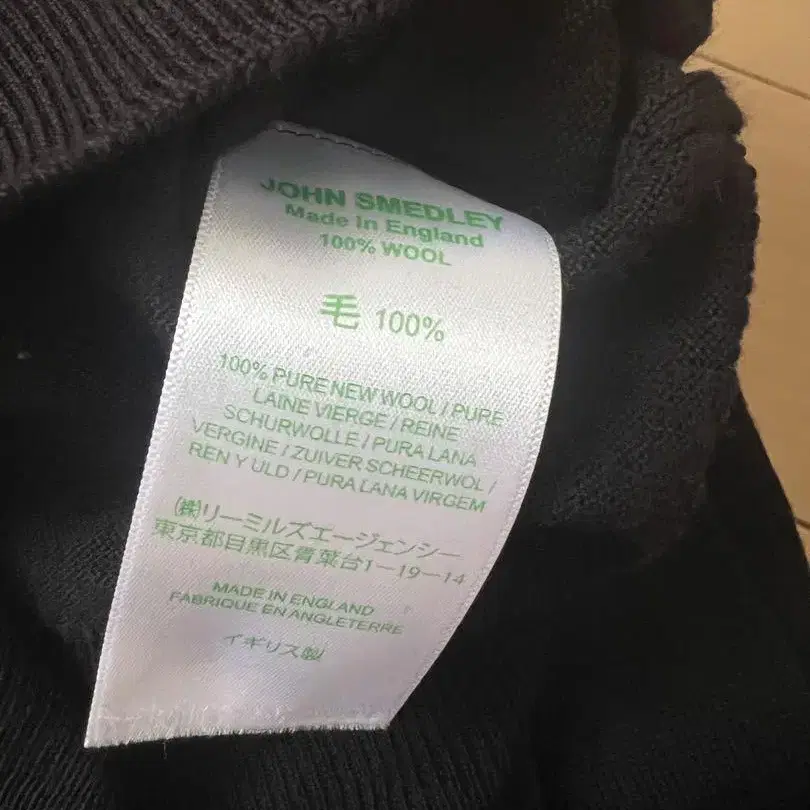 JOHN SMEDLEY
Made in England
100% WOOL
毛 100%
100% PURE NEW WOOL / PURE
LAINE VIERGE / REINE
SCHURWOLLE / PURA LANA
VERGINE / ZUIVER SCHEERWOL /
REN Y ULD / PURA LANA VIRGEM
(株)リーミルズエージェンシー
東京都目黒区青葉台1-19-14
MADE IN ENGLAND
FABRIQUE EN ANGLETERRE
イギリス製